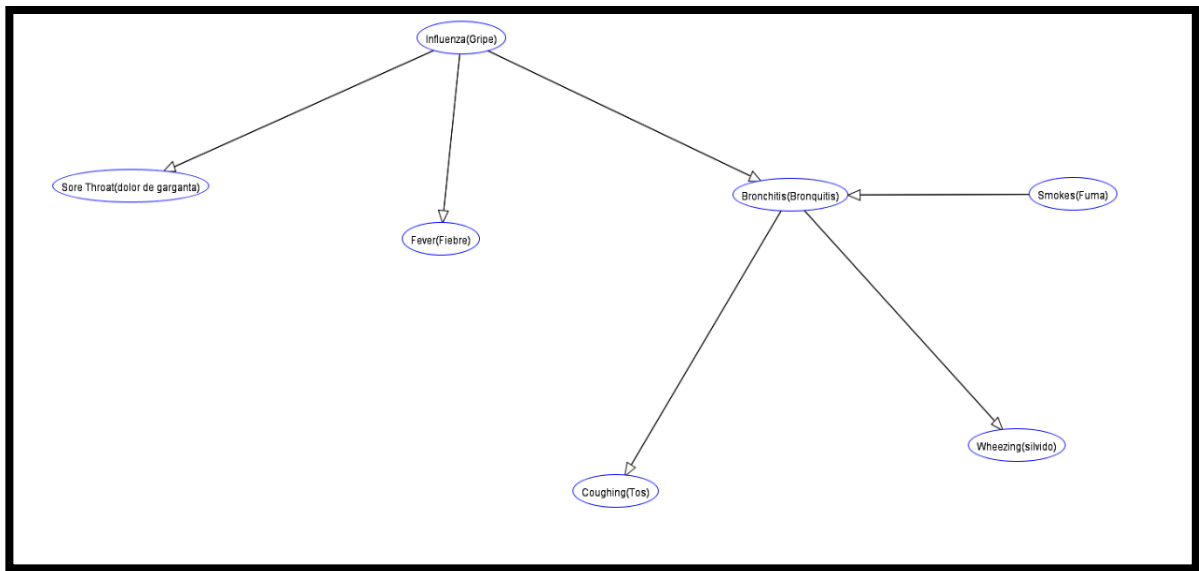 Influenza(Gripe)
Sore Throat(dolor de garganta)
Bronchitis(Bronquitis)
Smokes(Fuma)
Fever(Fiebre)
Wheezing(silvido)
Coughing(Tos)